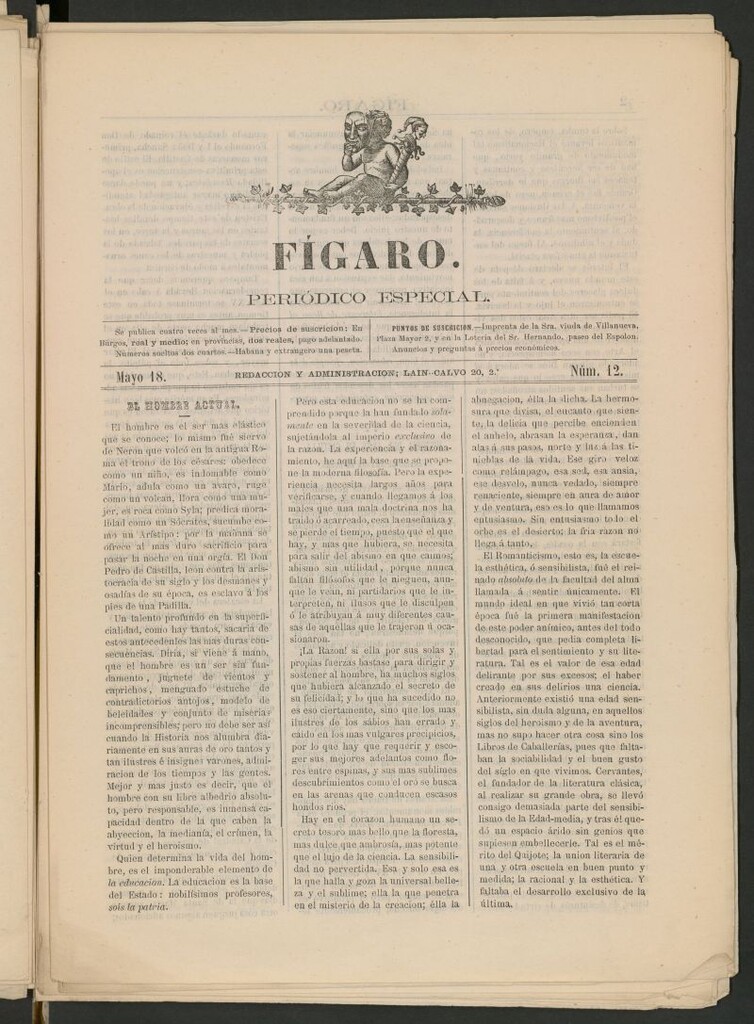 FÍGARO.
PERIÓDICO ESPECIAL.
Se publica cuatro veces al mes.—Precios de suscricion: En
Búrgos, real y medio; en provincias, dos reales, pago adelantado.
Números sueltos dos cuartos.—Habana y extrangero una peseta.
PUNTOS DE SUSCRICION.—Imprenta de la Sra. viuda de Villanueva,
Plaza Mayor 2, y en la Lotería del Sr. Hernando, paseo del Espolon.
Anuncios y preguntas á precios económicos.
Mayo 18.
REDACCION Y ADMINISTRACION; LAIN-CALVO 20, 2.º
Núm. 12.
EL HOMBRE ACTUAL.
El hombre es el ser mas elástico
que se conoce; lo mismo fué siervo
de Neron que volcó en la antigua Ro-
ma el trono de los césares: obedece
como un niño, es indomable como
Mario, adula como un avaro, ruge
como un volcan, llora como una mu-
jer, es roca como Syla; predica mora-
lidad como un Sócrates, sucumbe co-
mo un Arístipo: por la mañana se
ofrece al mas duro sacrificio para
pasar la noche en una orgía. El Don
Pedro de Castilla, leon contra la aris-
tocracia de su siglo y los desmanes y
osadías de su época, es esclavo á los
piés de una Padilla.
Un talento profundo en la superfi-
cialidad, como hay tantos, sacaria de
estos antecedentes las mas duras con-
secuencias. Diria, si viene á mano,
que el hombre es un ser sin fun-
damento, juguete de vientos y
caprichos, menguado estuche de
contradictorios antojos, modelo de
beleidades y conjunto de miserias
incomprensibles; pero no debe ser así
cuando la Historia nos alumbra dia-
riamente en sus auras de oro tantos y
tan ilustres é insignes varones, admi-
racion de los tiempos y las gentes.
Mejor y mas justo es decir, que el
hombre con su libre albedrio absolu-
to, pero responsable, es inmensa ca-
pacidad dentro de la que caben la
abyeccion, la medianía, el crímen, la
virtud y el heroismo.
Quien determina la vida del hom-
bre, es el imponderable elemento de
la educacion. La educacion es la base
del Estado: nobilísimos profesores,
sois la patria.
Pero esta educacion no se ha com-
prendido porque la han fundado sola-
mente en la severidad de la ciencia,
sujetándola al imperio exclusivo de
la razon. La experiencia y el razona-
miento, he aquí la base que se propo-
ne la moderna filosofía. Pero la expe-
riencia necesita largos años para
verificarse, y cuando llegamos á los
males que una mala doctrina nos ha
traido ó acarreado, cesa la enseñanza y
se pierde el tiempo, puesto que el que
hay, y mas que hubiera, se necesita
para salir del abismo en que caimos;
abismo sin utilidad, porque nunca
faltan filósofos que le nieguen, aun-
que le vean, ni partidarios que le in-
terpreten, ni ilusos que le disculpen
ó le atribuyan á muy diferentes cau-
sas de aquellas que le trajeron ú oca-
sionaron.
¡La Razon! si ella por sus solas y
propias fuerzas bastase para dirigir y
sostener al hombre, ha muchos siglos
que hubiera alcanzado el secreto de
su felicidad; y lo que ha sucedido no
es eso ciertamente, sino que los mas
ilustres de los sábios han errado y
caido en los mas vulgares precipicios,
por lo que hay que requerir y esco-
ger sus mejores adelantos como flo-
res entre espinas, y sus mas sublimes
descubrimientos como el oro se busca
en las arenas que conducen escasos
hondos rios.
Hay en el corazon humano un se-
creto tesoro mas bello que la floresta,
mas dulce que ambrosía, mas potente
que el lujo de la ciencia. La sensibili-
dad no pervertida. Esa y solo esa es
la que halla y goza la universal belle-
za y el sublime; ella la que penetra
en el misterio de la creacion; ella la
abnegacion, élla la dicha. La hermo-
sura que divisa, el encanto que sien-
te, la delicia que percibe encienden
el anhelo, abrasan la esperanza, dan
alas á sus pasos, norte y luz á las ti-
nieblas de la vida. Ese giro veloz
como relámpago, esa sed, esa ansia,
ese desvelo, nunca vedado, siempre
renaciente, siempre en aura de amor
y de ventura, eso es lo que llamamos
entusiasmo. Sin entusiasmo todo el
orbe es el desierto: la fria razon no
llega á tanto.
El Romanticismo, esto es, la escue-
la esthética, ó sensibilista, fué el rei-
nado absoluto de la facultad del alma
llamada á sentir únicamente. El
mundo ideal en que vivió tan corta
época fué la primera manifestacion
de este poder anímico, antes del todo
desconocido, que pedia completa li-
bertad para el sentimiento y su lite-
ratura. Tal es el valor de esa edad
delirante por sus excesos; el haber
creado en sus delirios una ciencia.
Anteriormente existió una edad sen-
sibilista, sin duda alguna, en aquellos
siglos del heroismo y de la aventura,
mas no supo hacer otra cosa sino los
Libros de Caballerías, pues que falta-
ban la sociabilidad y el buen gusto
del siglo en que vivimos. Cervantes,
el fundador de la literatura clásica,
al realizar su grande obra, se llevó
consigo demasiada parte del sensibi-
lismo de la Edad-media, y tras él que-
dó un espacio árido sin genios que
supiesen embellecerle. Tal es el mé-
rito del Quijote; la union literaria de
una y otra escuela en buen punto y
medida; la racional y la esthética. Y
faltaba el desarrollo exclusivo de la
última.